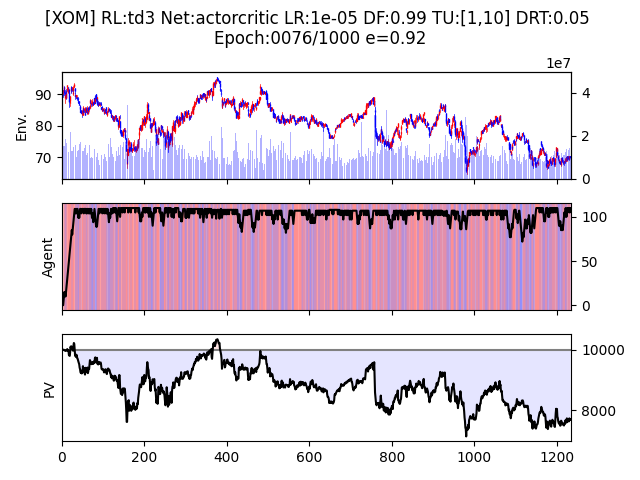 [XOM] RL:td3 Net:actorcritic LR:1e-05 DF:0.99 TU:[1,10] DRT:0.05
Epoch:0076/1000 e=0.92
1e7
90
80
70
Env.
4
2
0
Agent
100
50
0
PV
10000
8000
0 200 400 600 800 1000 1200